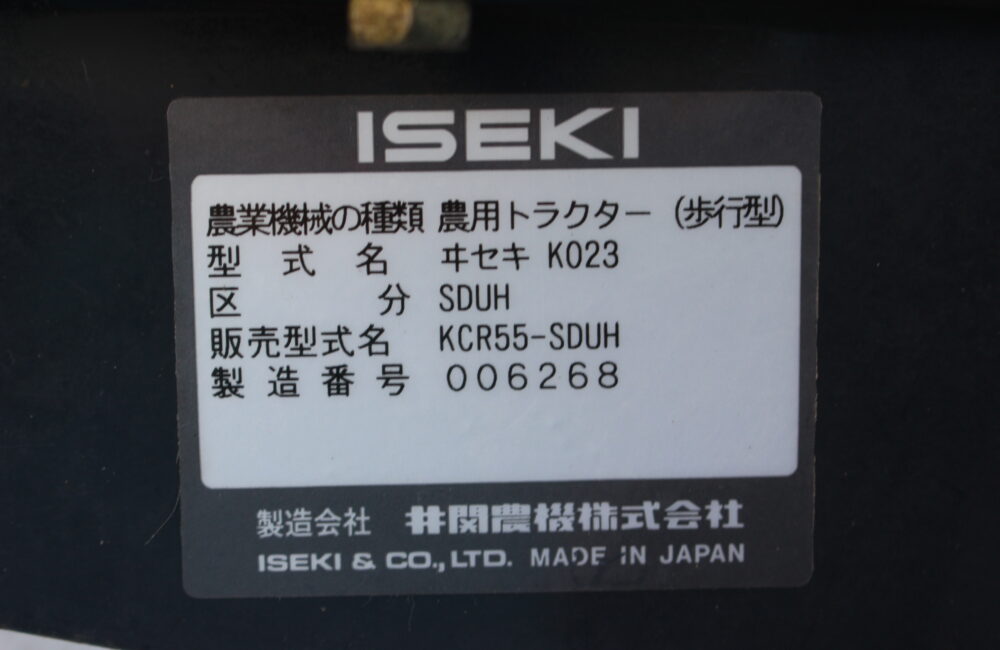 ISEKI
農業機械の種類 農用トラクター (歩行型)
型式名 ヰセキ K023
区分 SDUH
販売型式名 KCR55-SDUH
製造番号 006268
製造会社 井関農機株式会社
ISEKI & CO., LTD. MADE IN JAPAN